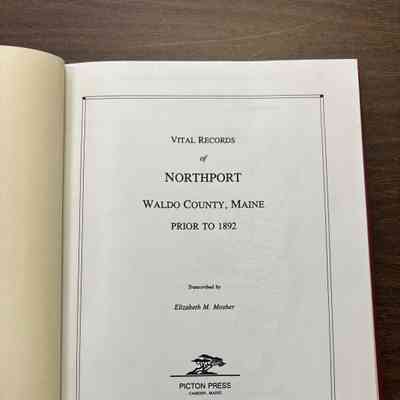 VITAL RECORDS
of
NORTHPORT
WALDO COUNTY, MAINE
PRIOR TO 1892
Transcribed by
Elizabeth M. Mosher
PICTON PRESS
CAMDEN, MAINE